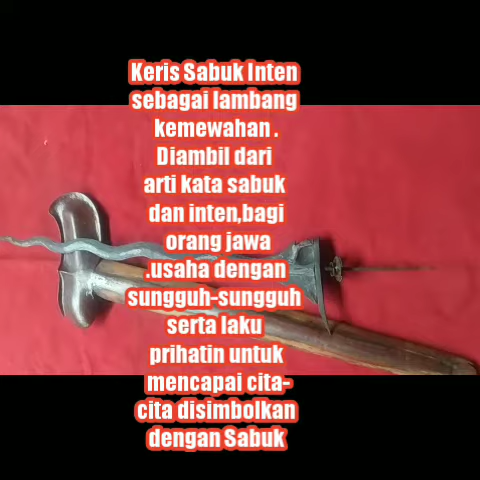 Keris Sabuk Inten
sebagai lambang
kemewahan .
Diambil dari
arti kata sabuk
dan inten,bagi
orang jawa
.usaha dengan
sungguh-sungguh
serta laku
prihatin untuk
mencapai cita-
cita disimbolkan
dengan Sabuk